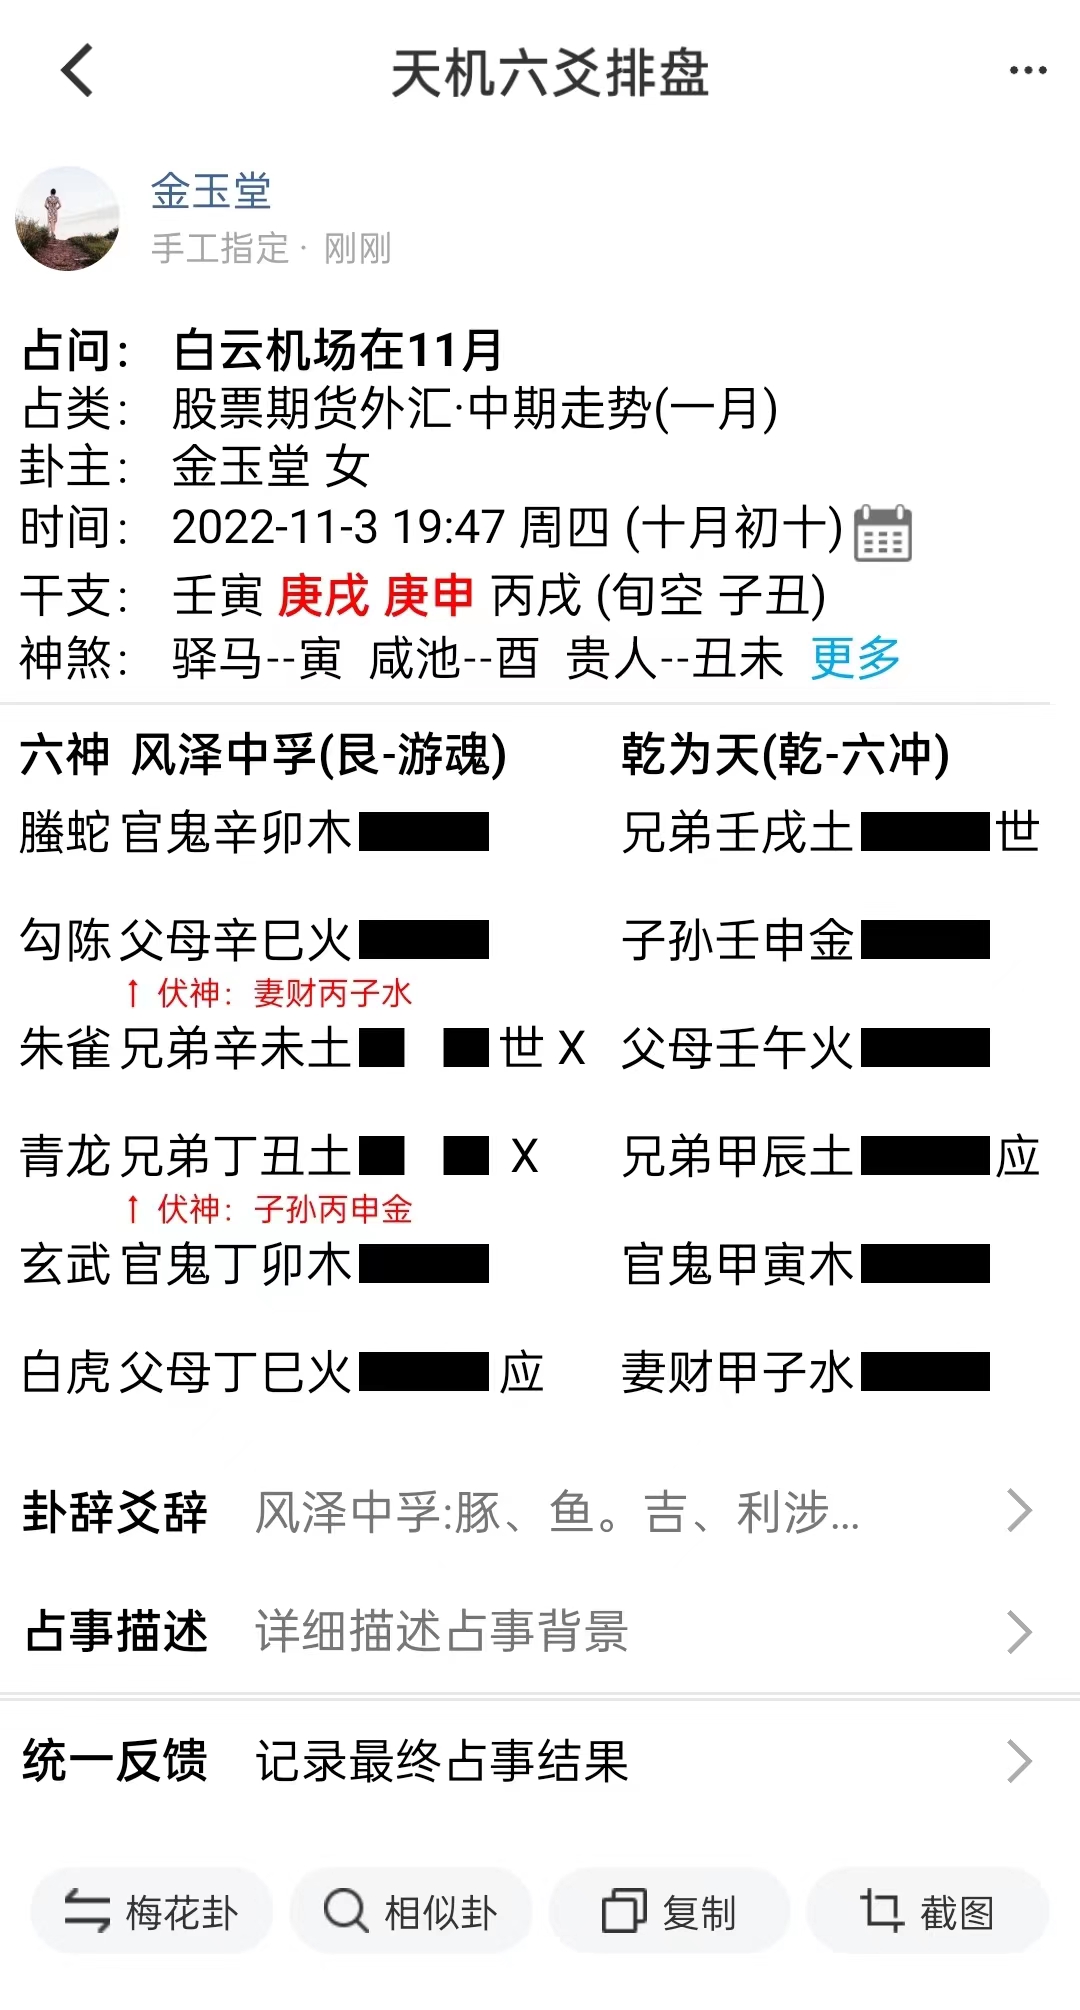 天机六爻排盘
金玉堂
手工指定· 刚刚
占问： 白云机场在11月
占类： 股票期货外汇·中期走势(一月)
卦主： 金玉堂 女
时间： 2022-11-3 19:47 周四 (十月初十)
干支： 壬寅 庚戌 庚申 丙戌 (旬空 子丑)
神煞： 驿马--寅 咸池--酉 贵人--丑未 更多
六神 风泽中孚(艮-游魂) 乾为天(乾-六冲)
螣蛇 官鬼辛卯木 兄弟壬戌土 世
勾陈 父母辛巳火 子孙壬申金
↑ 伏神：妻财丙子水
朱雀 兄弟辛未土 世 X 父母壬午火
青龙 兄弟丁丑土 X 兄弟甲辰土 应
↑ 伏神：子孙丙申金
玄武 官鬼丁卯木 官鬼甲寅木
白虎 父母丁巳火 应 妻财甲子水
卦辞爻辞 风泽中孚:豚、鱼。吉、利涉...
占事描述 详细描述占事背景
统一反馈 记录最终占事结果
梅花卦 相似卦 复制 截图